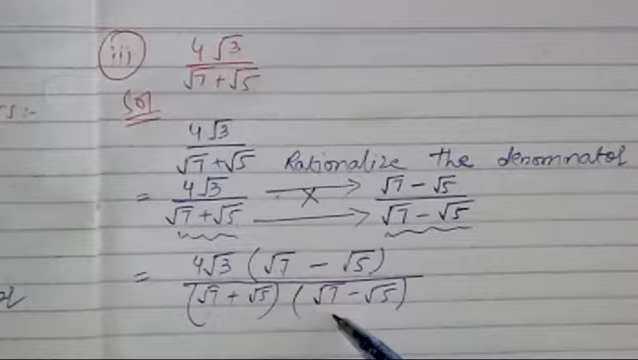 iii) 4√3 / (√7 + √5)
Sol
4√3 / (√7 + √5) Rationalize the denominator
= 4√3 / (√7 + √5) × (√7 − √5) / (√7 − √5)
= 4√3 (√7 − √5) / (√7 + √5) (√7 − √5)